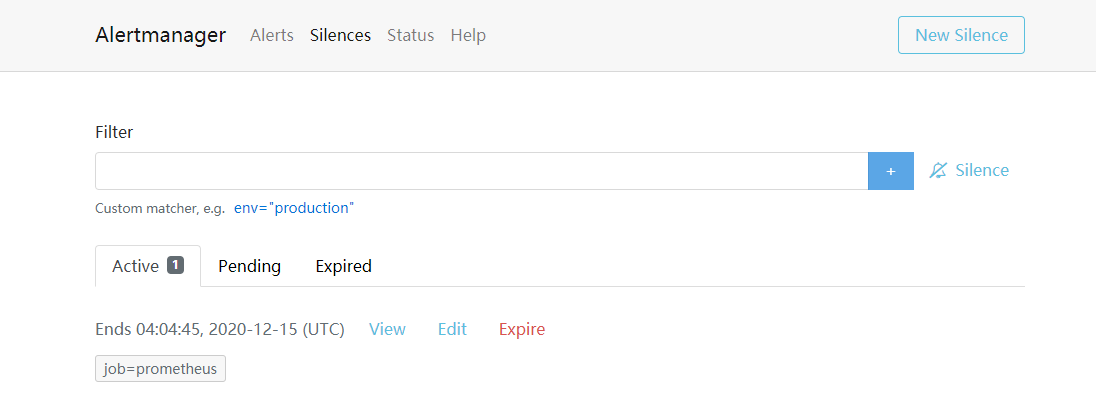 Alertmanager Alerts Silences Status Help New Silence
Filter
+ Silence
Custom matcher, e.g. env="production"
Active 1 Pending Expired
Ends 04:04:45, 2020-12-15 (UTC) View Edit Expire
job=prometheus